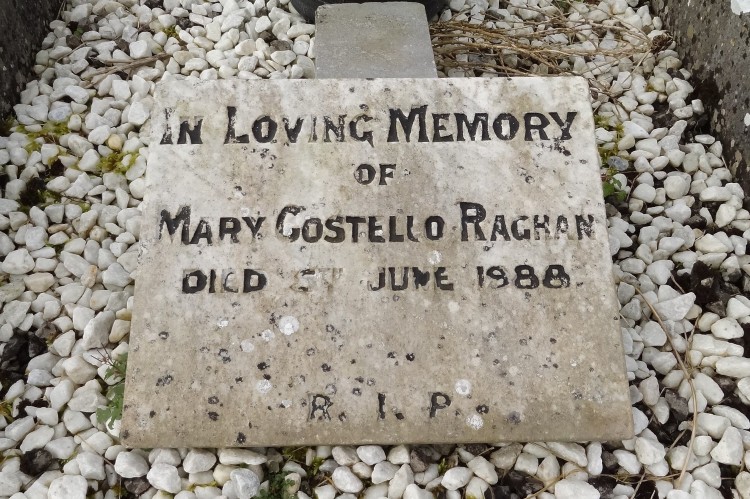 IN LOVING MEMORY
OF
MARY COSTELLO RAGHAN
DIED JUNE 1988
R. I. P.